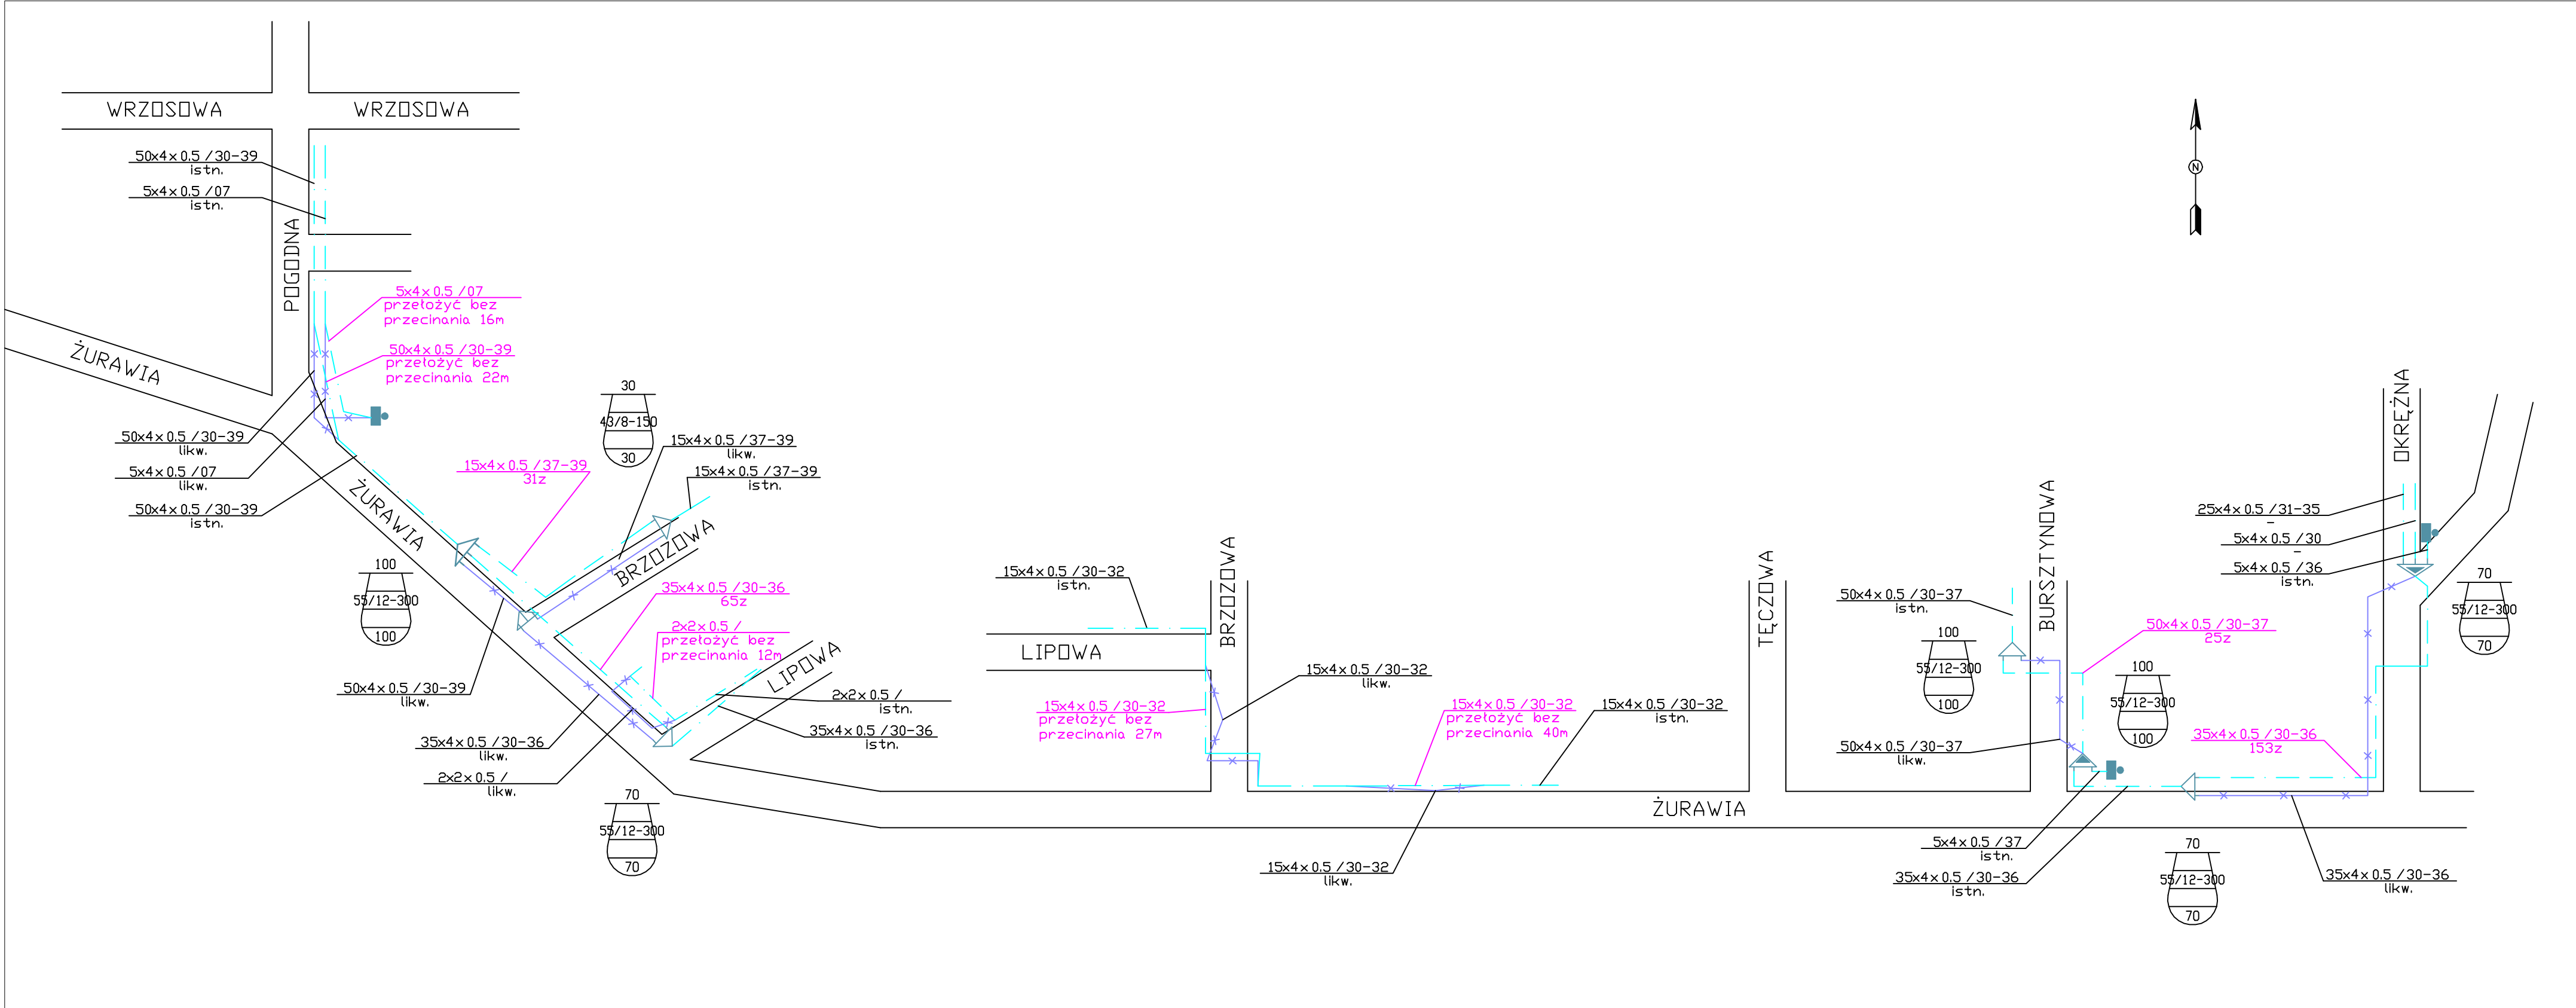 WRZOSOWA
WRZOSOWA
50x4x0.5 /30-39
istn.
5x4x0.5 /07
istn.
POGODNA
5x4x0.5 /07
przełożyć bez
przecinania 16m
50x4x0.5 /30-39
przełożyć bez
przecinania 22m
ŻURAWIA
50x4x0.5 /30-39
likw.
5x4x0.5 /07
likw.
50x4x0.5 /30-39
istn.
30
43/8-150
30
15x4x0.5 /37-39
likw.
15x4x0.5 /37-39
istn.
15x4x0.5 /37-39
31z
ŻURAWIA
BRZOZOWA
100
55/12-300
100
35x4x0.5 /30-36
65z
2x2x0.5 /
przełożyć bez
przecinania 12m
LIPOWA
50x4x0.5 /30-39
likw.
2x2x0.5 /
istn.
35x4x0.5 /30-36
istn.
35x4x0.5 /30-36
likw.
2x2x0.5 /
likw.
70
55/12-300
70
15x4x0.5 /30-32
istn.
BRZOZOWA
LIPOWA
15x4x0.5 /30-32
likw.
15x4x0.5 /30-32
przełożyć bez
przecinania 27m
15x4x0.5 /30-32
przełożyć bez
przecinania 40m
15x4x0.5 /30-32
istn.
15x4x0.5 /30-32
likw.
TĘCZOWA
ŻURAWIA
N
50x4x0.5 /30-37
istn.
BURSZTYNOWA
100
55/12-300
100
50x4x0.5 /30-37
25z
50x4x0.5 /30-37
likw.
100
55/12-300
100
35x4x0.5 /30-36
153z
OKRĘŻNA
25x4x0.5 /31-35
-
5x4x0.5 /30
-
5x4x0.5 /36
istn.
70
55/12-300
70
5x4x0.5 /37
istn.
35x4x0.5 /30-36
istn.
70
55/12-300
70
35x4x0.5 /30-36
likw.